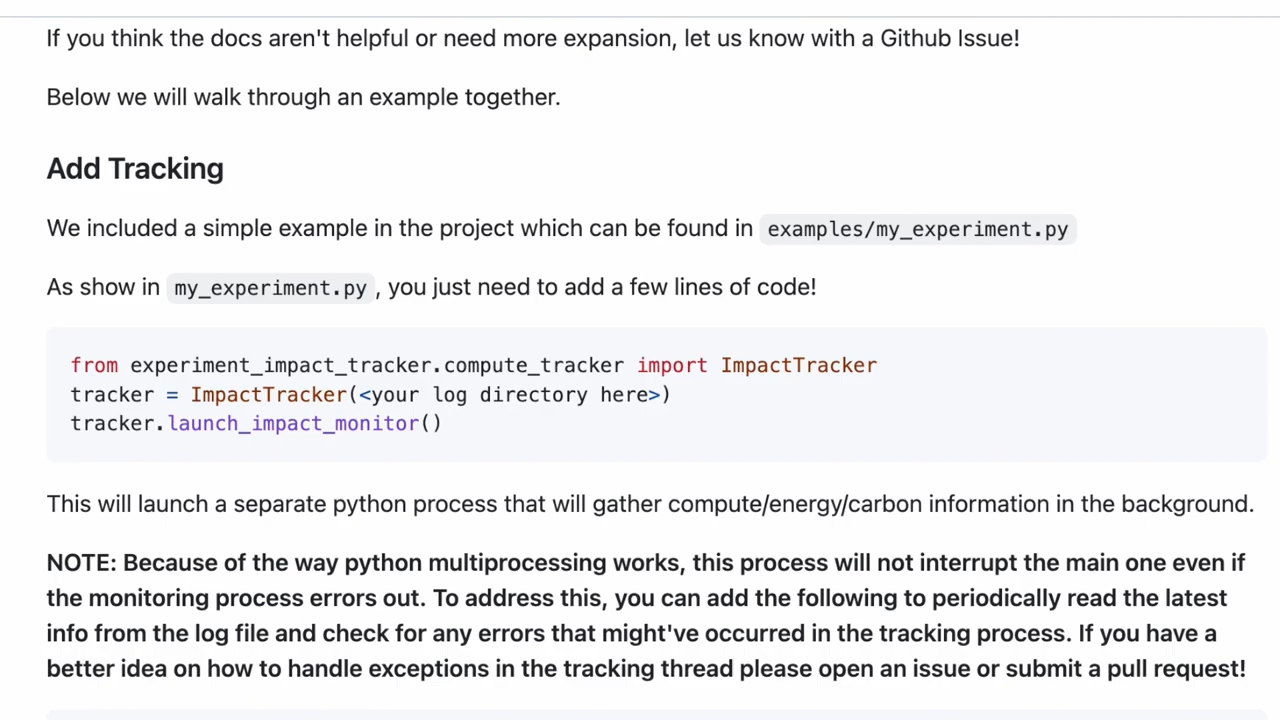 If you think the docs aren't helpful or need more expansion, let us know with a Github Issue!
Below we will walk through an example together.
Add Tracking
We included a simple example in the project which can be found in examples/my_experiment.py
As show in my_experiment.py, you just need to add a few lines of code!
from experiment_impact_tracker.compute_tracker import ImpactTracker
tracker = ImpactTracker(<your log directory here>)
tracker.launch_impact_monitor()
This will launch a separate python process that will gather compute/energy/carbon information in the background.
NOTE: Because of the way python multiprocessing works, this process will not interrupt the main one even if
the monitoring process errors out. To address this, you can add the following to periodically read the latest
info from the log file and check for any errors that might've occurred in the tracking process. If you have a
better idea on how to handle exceptions in the tracking thread please open an issue or submit a pull request!